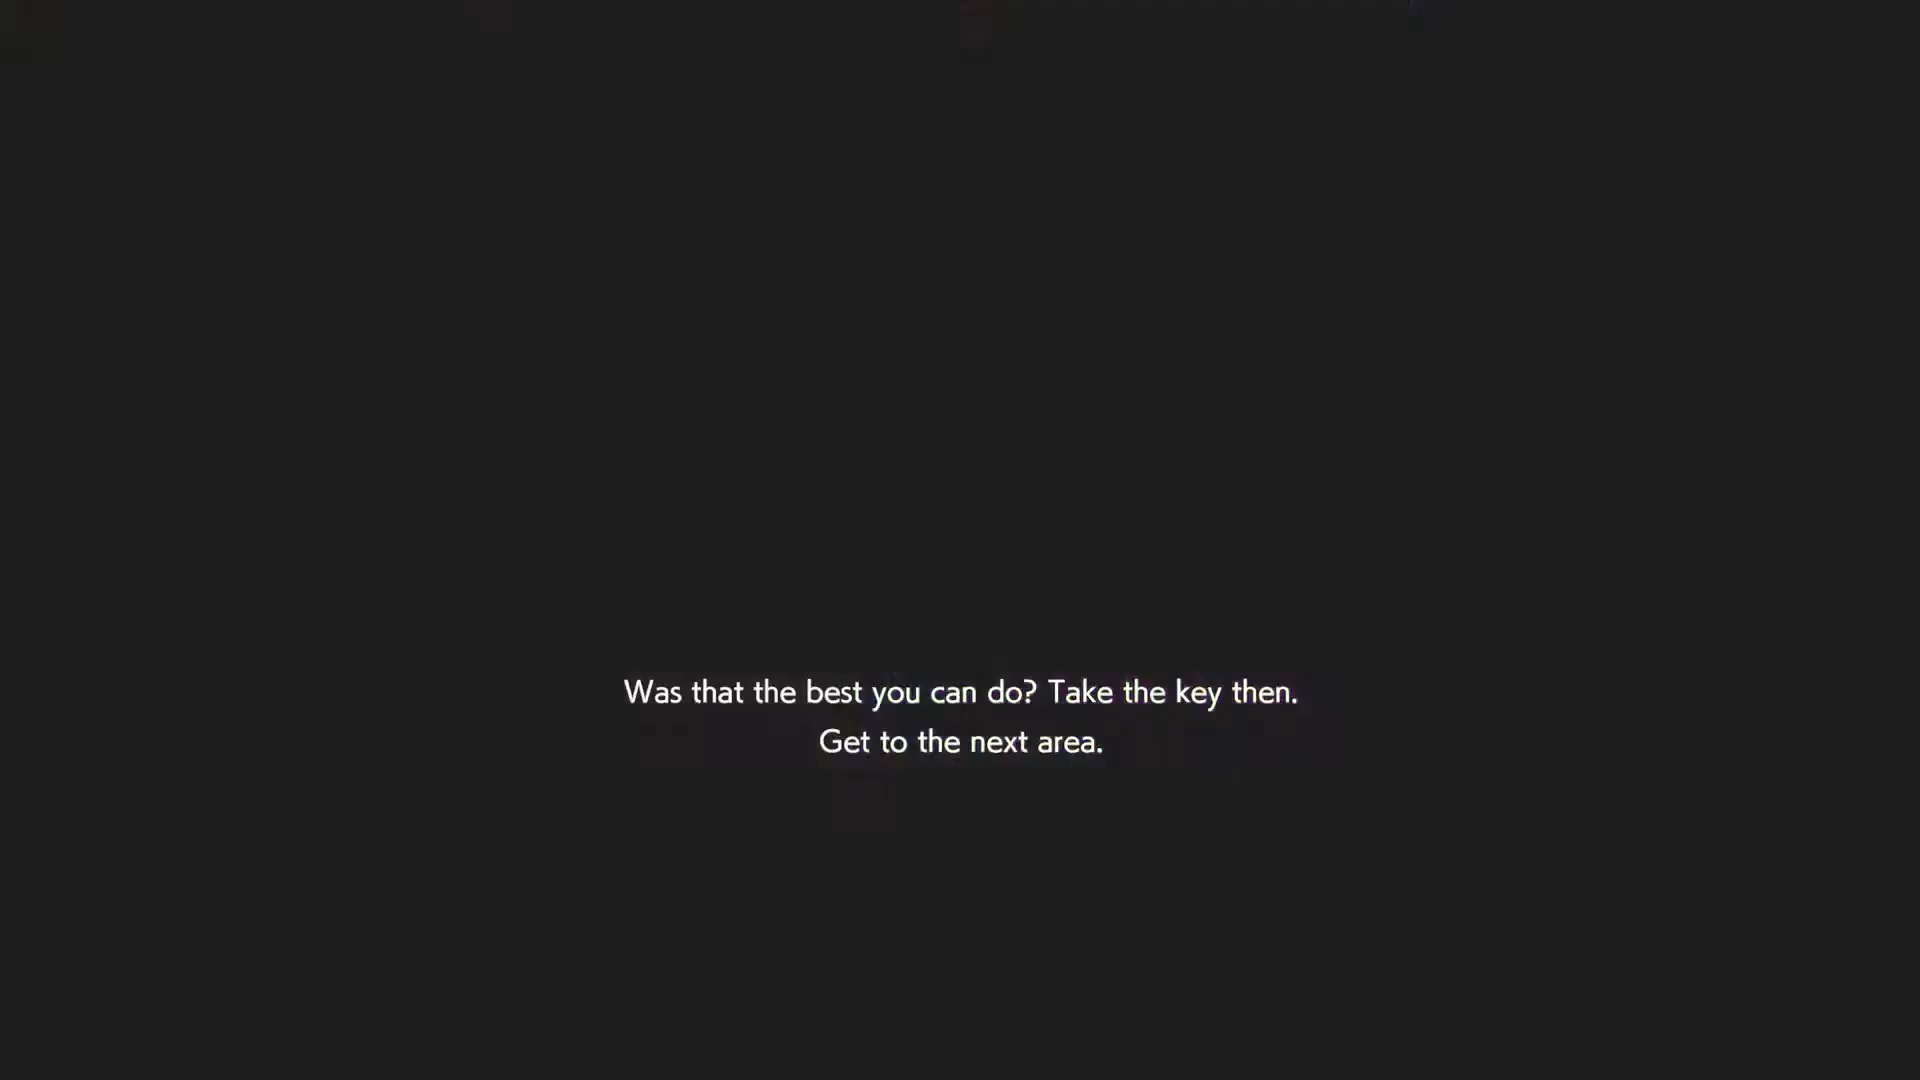 Was that the best you can do? Take the key then.
Get to the next area.